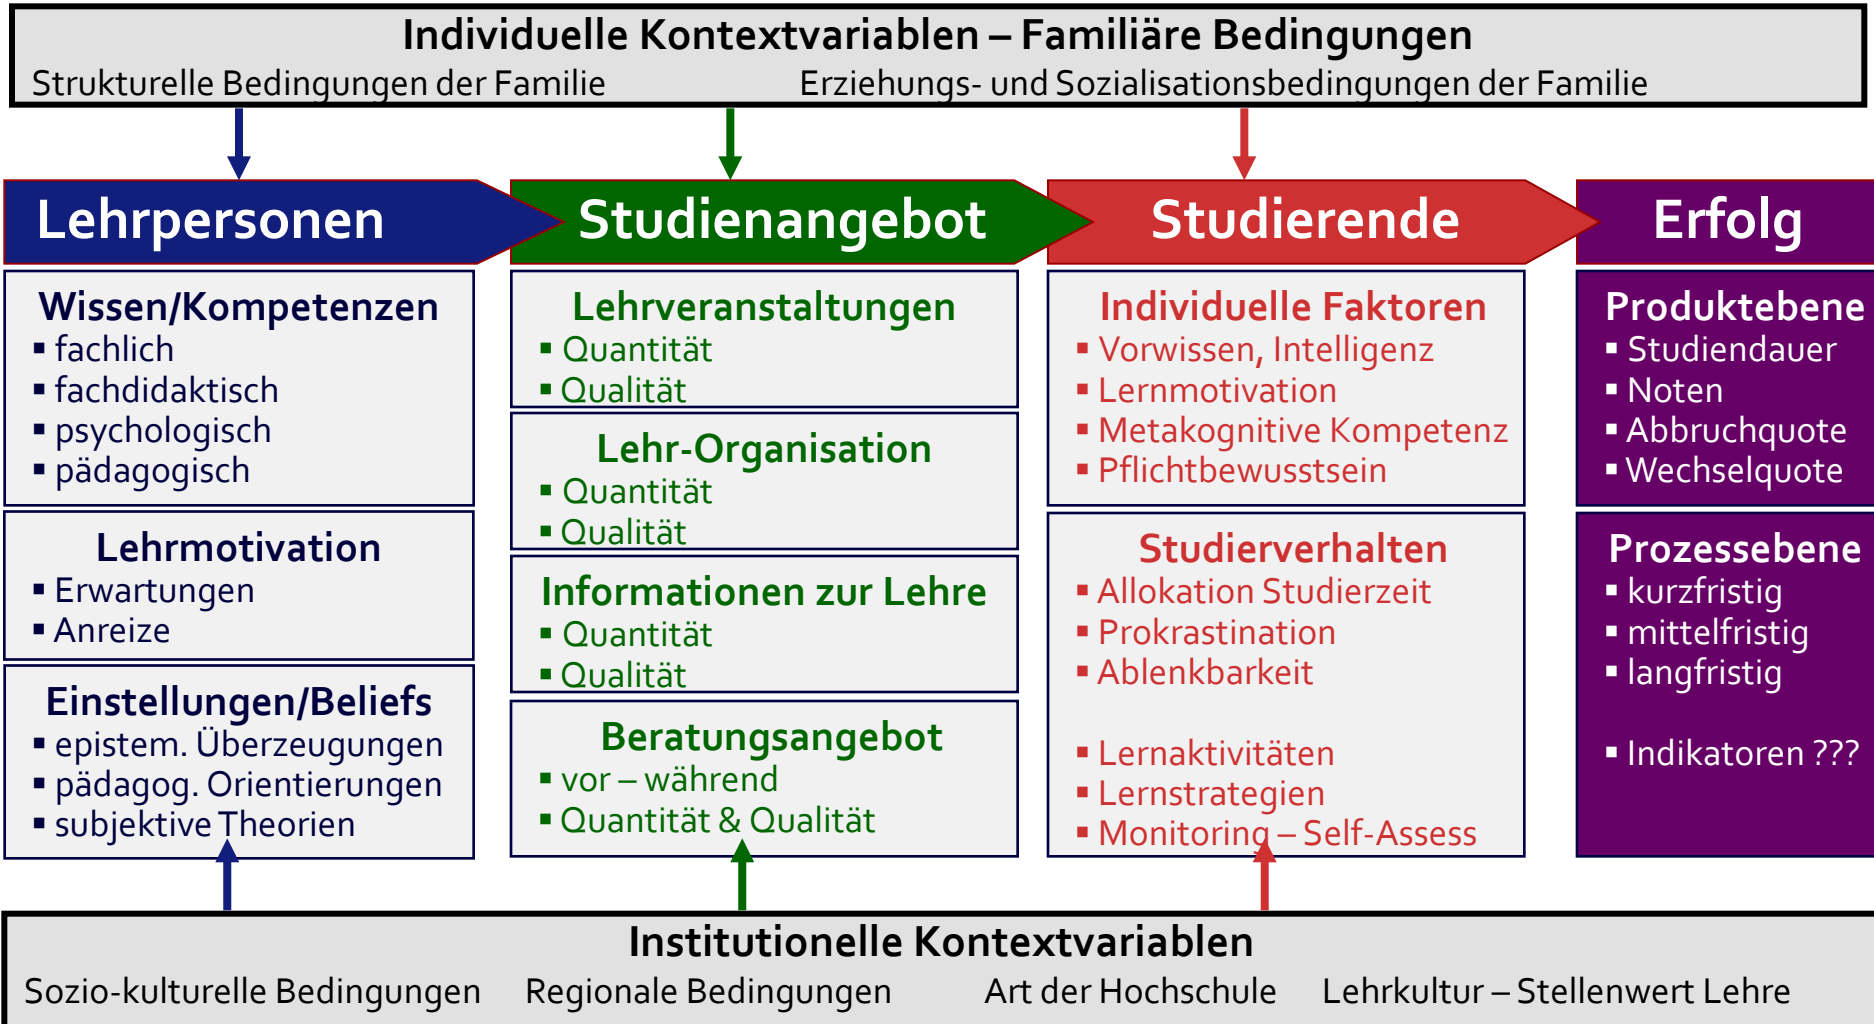 Individuelle Kontextvariablen – Familiäre Bedingungen
Strukturelle Bedingungen der Familie
Erziehungs- und Sozialisationsbedingungen der Familie
Lehrpersonen
Wissen/Kompetenzen
▪ fachlich
▪ fachdidaktisch
▪ psychologisch
▪ pädagogisch
Lehrmotivation
▪ Erwartungen
▪ Anreize
Einstellungen/Beliefs
▪ epistem. Überzeugungen
▪ pädagog. Orientierungen
▪ subjektive Theorien
Studienangebot
Lehrveranstaltungen
▪ Quantität
▪ Qualität
Lehr-Organisation
▪ Quantität
▪ Qualität
Informationen zur Lehre
▪ Quantität
▪ Qualität
Beratungsangebot
▪ vor – während
▪ Quantität & Qualität
Studierende
Individuelle Faktoren
▪ Vorwissen, Intelligenz
▪ Lernmotivation
▪ Metakognitive Kompetenz
▪ Pflichtbewusstsein
Studierverhalten
▪ Allokation Studierzeit
▪ Prokrastination
▪ Ablenkbarkeit
▪ Lernaktivitäten
▪ Lernstrategien
▪ Monitoring – Self-Assess
Erfolg
Produktebene
▪ Studiendauer
▪ Noten
▪ Abbruchquote
▪ Wechselquote
Prozessebene
▪ kurzfristig
▪ mittelfristig
▪ langfristig
▪ Indikatoren ???
Institutionelle Kontextvariablen
Sozio-kulturelle Bedingungen
Regionale Bedingungen
Art der Hochschule
Lehrkultur – Stellenwert Lehre